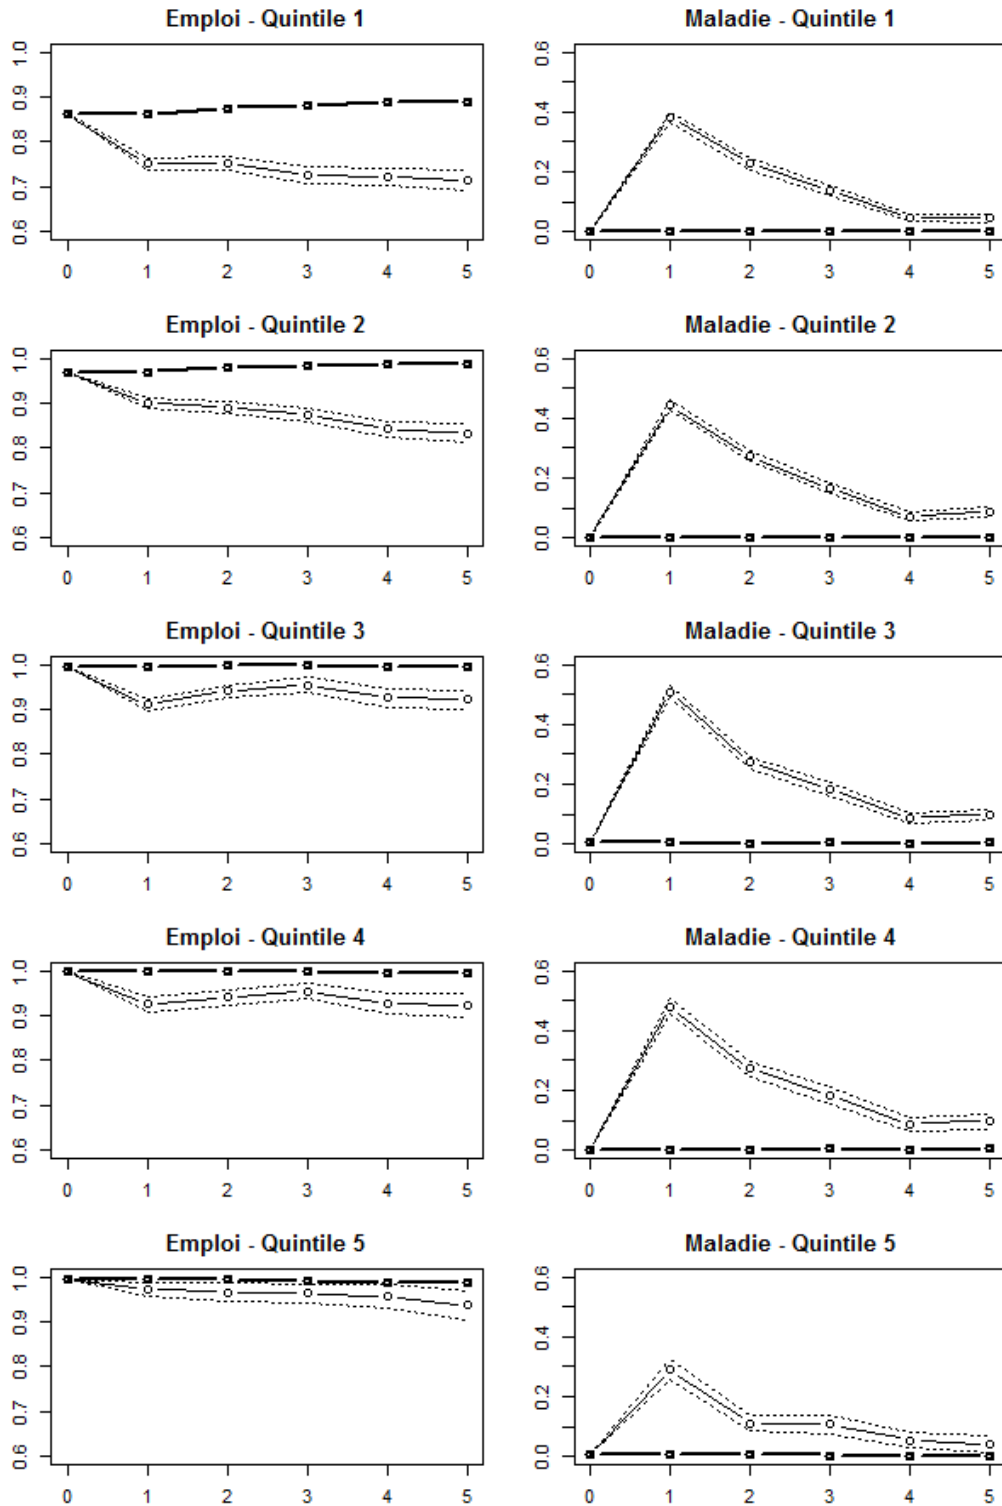 Emploi - Quintile 1
1.0
0.9
0.8
0.7
0.6
0 1 2 3 4 5
Maladie - Quintile 1
0.6
0.4
0.2
0.0
0 1 2 3 4 5
Emploi - Quintile 2
1.0
0.9
0.8
0.7
0.6
0 1 2 3 4 5
Maladie - Quintile 2
0.6
0.4
0.2
0.0
0 1 2 3 4 5
Emploi - Quintile 3
1.0
0.9
0.8
0.7
0.6
0 1 2 3 4 5
Maladie - Quintile 3
0.6
0.4
0.2
0.0
0 1 2 3 4 5
Emploi - Quintile 4
1.0
0.9
0.8
0.7
0.6
0 1 2 3 4 5
Maladie - Quintile 4
0.6
0.4
0.2
0.0
0 1 2 3 4 5
Emploi - Quintile 5
1.0
0.9
0.8
0.7
0.6
0 1 2 3 4 5
Maladie - Quintile 5
0.6
0.4
0.2
0.0
0 1 2 3 4 5